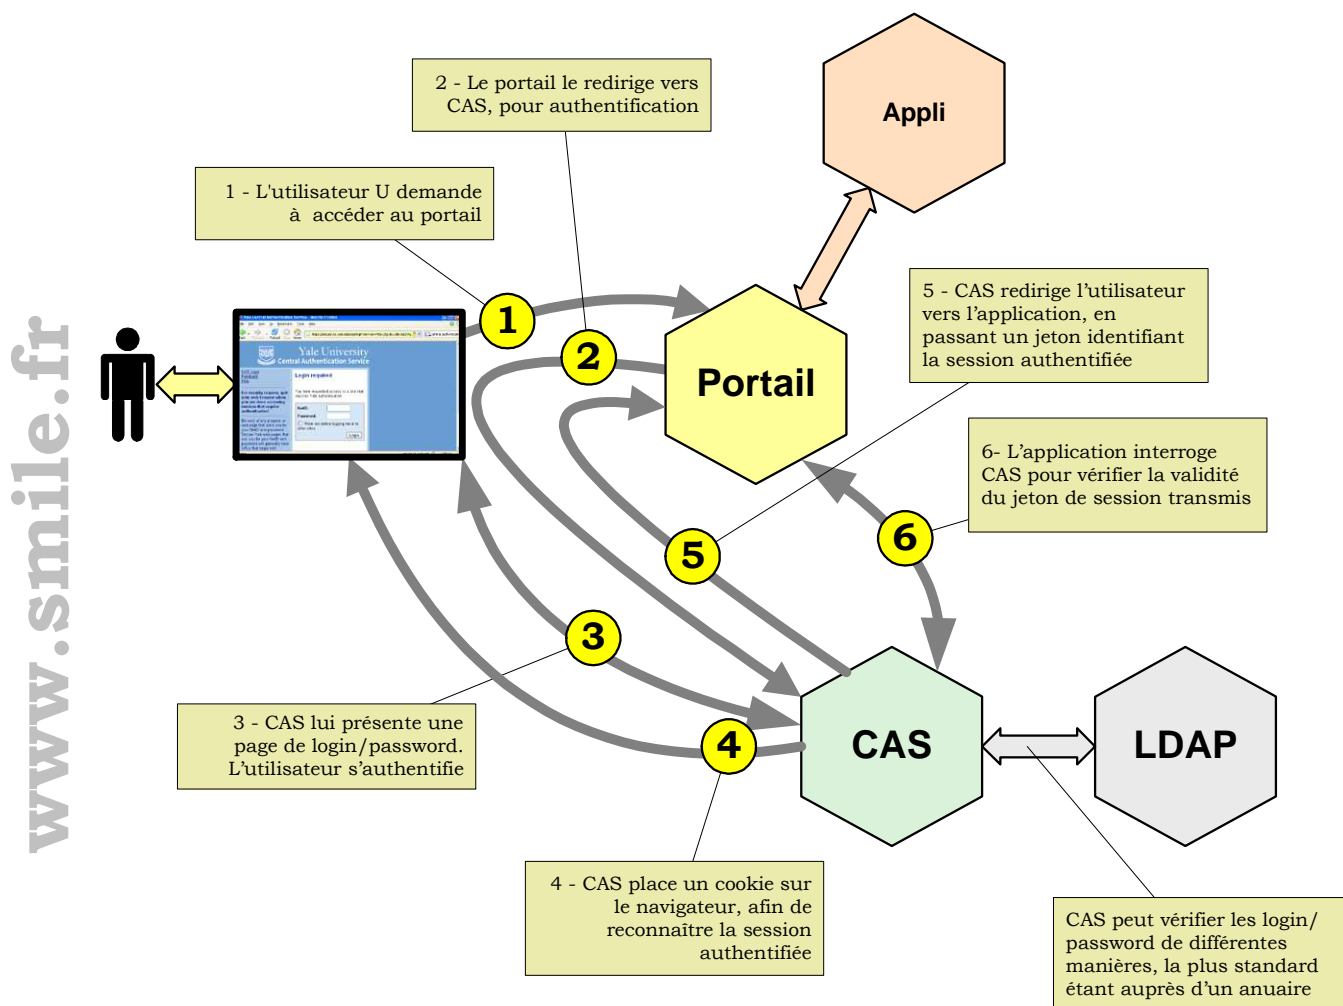 2 - Le portail le redirige vers
CAS, pour authentification
Appli
1 - L'utilisateur U demande
à accéder au portail
5 - CAS redirige l’utilisateur
vers l’application, en
passant un jeton identifiant
la session authentifiée
1
2
Yale University
Central Authentication Service
Login required
Portail
6- L’application interroge
CAS pour vérifier la validité
du jeton de session transmis
www.smile.fr
5
6
3
3 - CAS lui présente une
page de login/password.
L’utilisateur s’authentifie
4
CAS
LDAP
4 - CAS place un cookie sur
le navigateur, afin de
reconnaître la session
authentifiée
CAS peut vérifier les login/
password de différentes
manières, la plus standard
étant auprès d’un anuaire